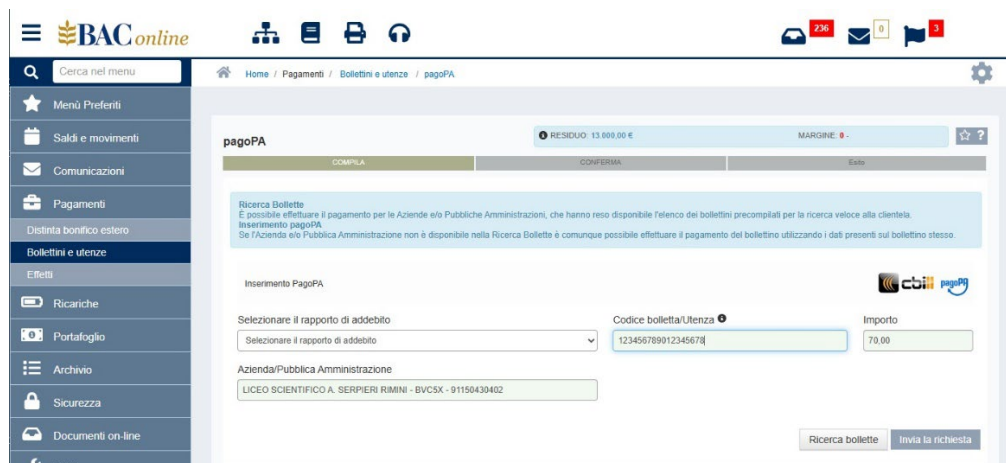 BAC online
236
0
3
Cerca nel menu
Home / Pagamenti / Bollettini e utenze / pagoPA
Menù Preferiti
Saldi e movimenti
Comunicazioni
Pagamenti
Distinta bonifico estero
Bollettini e utenze
Effetti
Ricariche
Portafoglio
Archivio
Sicurezza
Documenti on-line
pagoPA
RESIDUO: 13.000,00 €
MARGINE: 0 -
?
COMPILA
CONFERMA
Esito
Ricerca Bollette
È possibile effettuare il pagamento per le Aziende e/o Pubbliche Amministrazioni, che hanno reso disponibile l'elenco dei bollettini precompilati per la ricerca veloce alla clientela.
Inserimento pagoPA
Se l'Azienda e/o Pubblica Amministrazione non è disponibile nella Ricerca Bollette è comunque possibile effettuare il pagamento del bollettino utilizzando i dati presenti sul bollettino stesso.
Inserimento PagoPA
cbill pagoPA
Selezionare il rapporto di addebito
Selezionare il rapporto di addebito
Codice bolletta/Utenza
123456789012345678
Importo
70,00
Azienda/Pubblica Amministrazione
LICEO SCIENTIFICO A. SERPIERI RIMINI - BVC5X - 91150430402
Ricerca bollette
Invia la richiesta